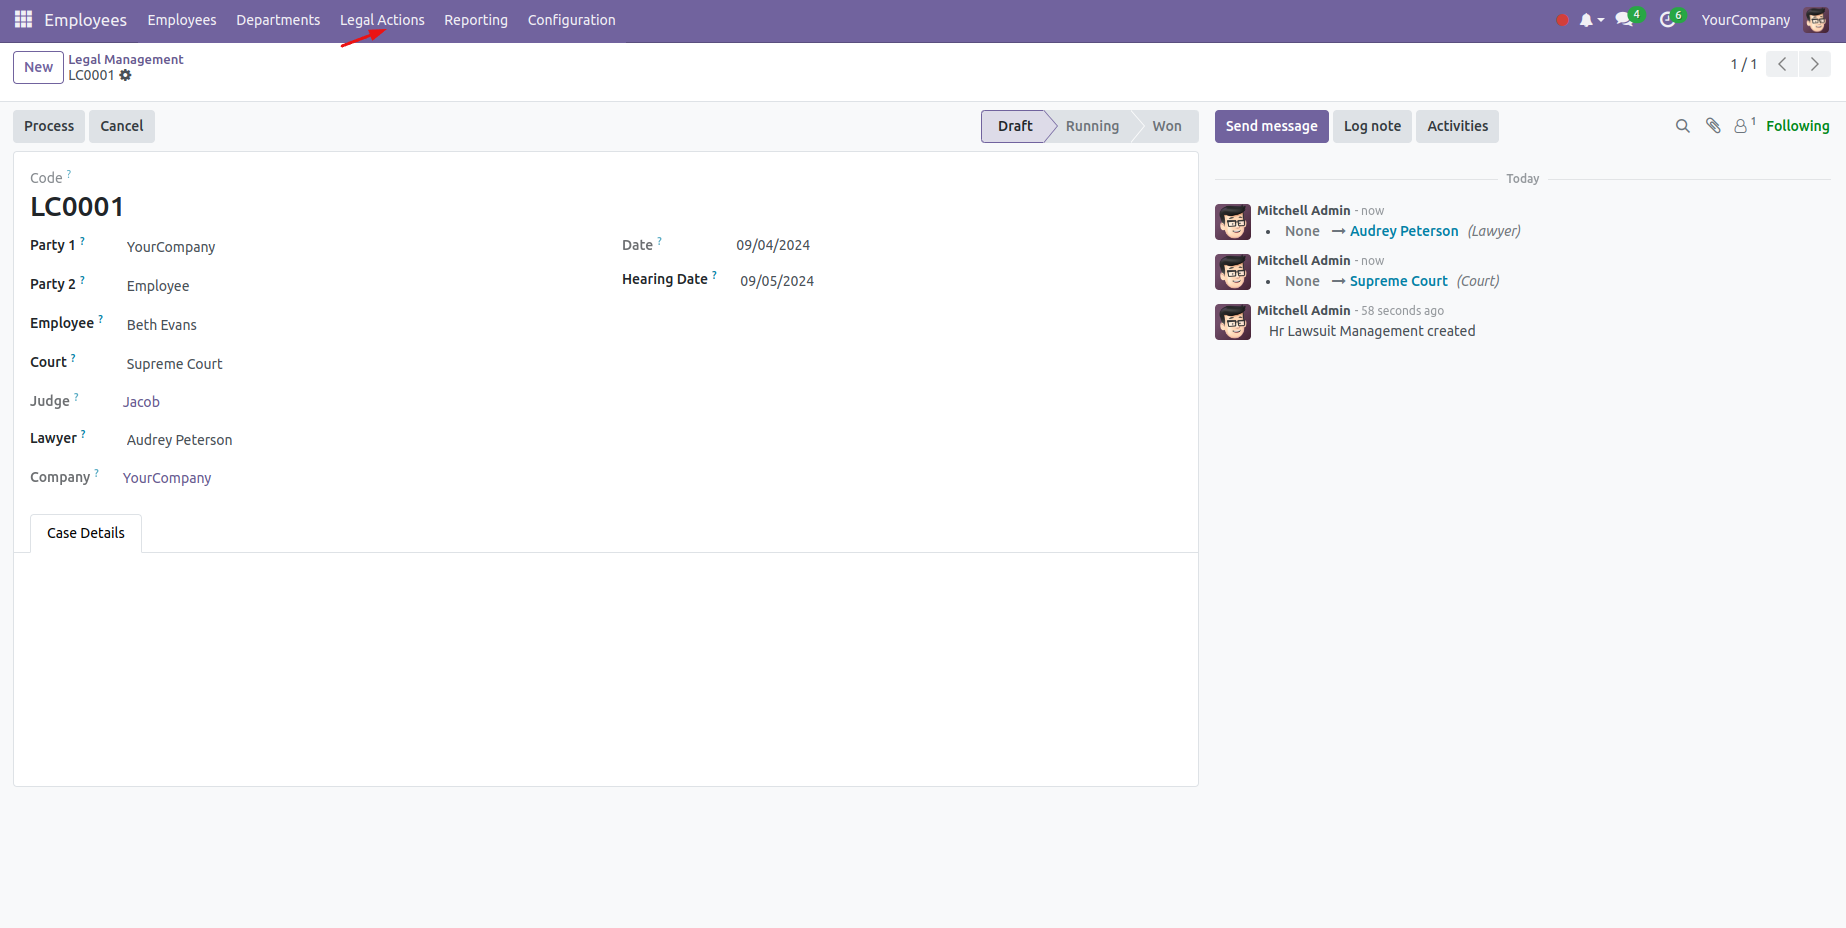 Employees Employees Departments Legal Actions Reporting Configuration 4 6 YourCompany
New Legal Management
LC0001
1 / 1
Process Cancel Draft Running Won Send message Log note Activities 1 Following
Code ?
LC0001
Party 1 ? YourCompany
Date ? 09/04/2024
Party 2 ? Employee
Hearing Date ? 09/05/2024
Employee ? Beth Evans
Court ? Supreme Court
Judge ? Jacob
Lawyer ? Audrey Peterson
Company ? YourCompany
Case Details
Today
Mitchell Admin - now
• None → Audrey Peterson (Lawyer)
Mitchell Admin - now
• None → Supreme Court (Court)
Mitchell Admin - 58 seconds ago
Hr Lawsuit Management created